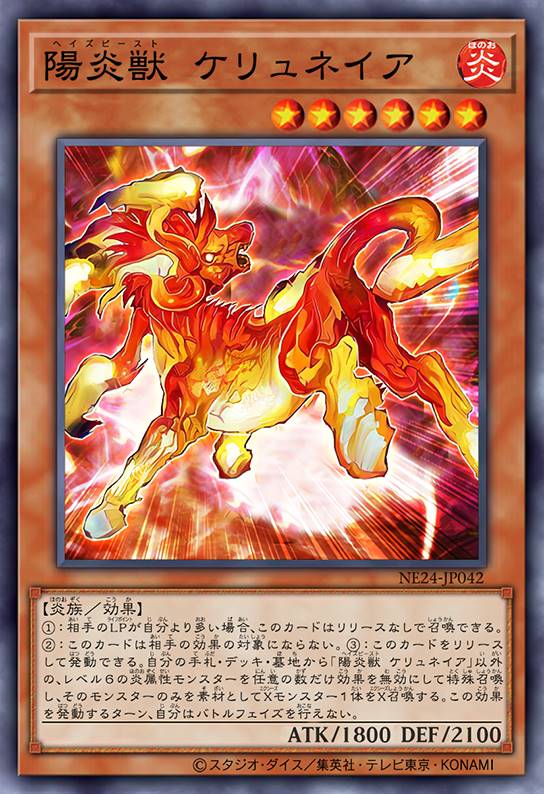 ヘイズビースト
陽炎獣 ケリュネイア
ほのお
炎
NE24-JP042
【炎族/効果】
①:相手のLPが自分より多い場合、このカードはリリースなしで召喚できる。
②:このカードは相手の効果の対象にならない。③:このカードをリリース
して発動できる。自分の手札・デッキ・墓地から「陽炎獣 ケリュネイア」以外
の、レベル6の炎属性モンスターを任意の数だけ効果を無効にして特殊召喚
し、そのモンスターのみを素材としてXモンスター1体をX召喚する。この効果
を発動するターン、自分はバトルフェイズを行えない。
ATK/1800 DEF/2100
©スタジオ・ダイス/集英社・テレビ東京・KONAMI